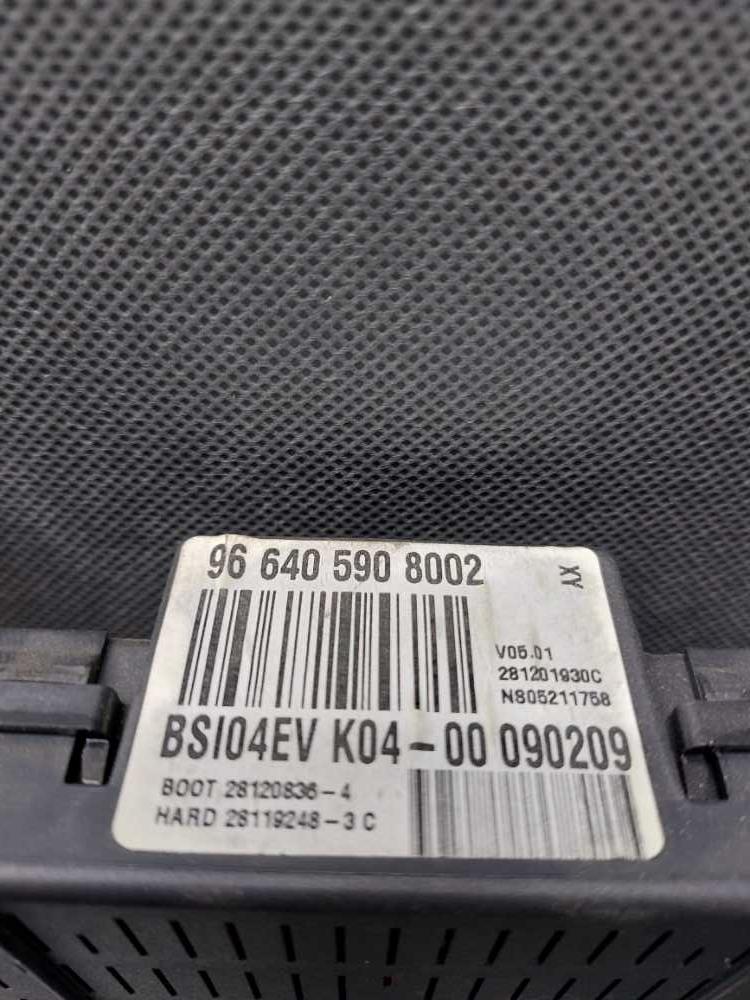 96 640 590 8002
XY
V05.01
281201930C
N805211758
BSI04EV K04-00 090209
BOOT 28120836-4
HARD 28119248-3 C